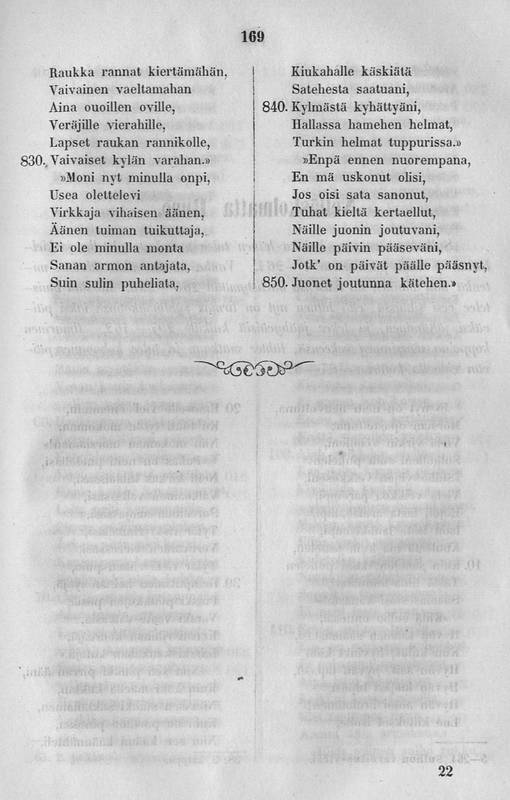 169
Raukka rannat kiertämähän,
Vaivainen vaeltamahan
Aina ouoillen oville,
Veräjille vierahille,
Lapset raukan rannikolle,
830. Vaivaiset kylän varahan.»
»Moni nyt minulla onpi,
Usea olettelevi
Virkkaja vihaisen äänen,
Äänen tuiman tuikuttaja,
Ei ole minulla monta
Sanan armon antajata,
Suin sulin puheliata,
Kiukahalle käskiätä
Satehesta saatuani,
840. Kylmästä kyhättyäni,
Hallassa hamehen helmat,
Turkin helmat tuppurissa.»
»Enpä ennen nuorempana,
En mä uskonut olisi,
Jos oisi sata sanonut,
Tuhat kieltä kertaellut,
Näille juonin joutuvani,
Näille päivin pääseväni,
Jotk' on päivät päälle pääsnyt,
850. Juonet joutunna kätehen.»
22